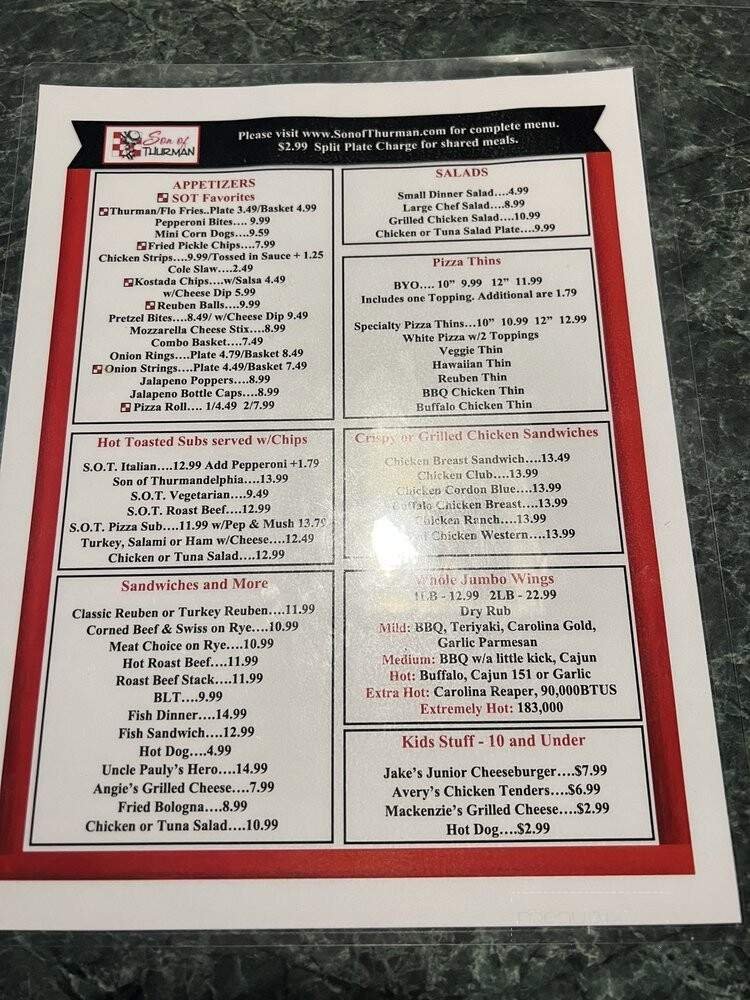 Son of
THURMAN
Please visit www.SonofThurman.com for complete menu.
$2.99 Split Plate Charge for shared meals.
APPETIZERS
SOT Favorites
Thurman/Flo Fries..Plate 3.49/Basket 4.99
Pepperoni Bites.... 9.99
Mini Corn Dogs....9.59
Fried Pickle Chips....7.99
Chicken Strips....9.99/Tossed in Sauce + 1.25
Cole Slaw....2.49
Kostada Chips....w/Salsa 4.49
w/Cheese Dip 5.99
Reuben Balls....9.99
Pretzel Bites....8.49/ w/Cheese Dip 9.49
Mozzarella Cheese Stix....8.99
Combo Basket....7.49
Onion Rings....Plate 4.79/Basket 8.49
Onion Strings....Plate 4.49/Basket 7.49
Jalapeno Poppers....8.99
Jalapeno Bottle Caps....8.99
Pizza Roll.... 1/4.49 2/7.99
Hot Toasted Subs served w/Chips
S.O.T. Italian....12.99 Add Pepperoni +1.79
Son of Thurmandelphia....13.99
S.O.T. Vegetarian....9.49
S.O.T. Roast Beef....12.99
S.O.T. Pizza Sub....11.99 w/Pep & Mush 13.79
Turkey, Salami or Ham w/Cheese....12.49
Chicken or Tuna Salad....12.99
Sandwiches and More
Classic Reuben or Turkey Reuben....11.99
Corned Beef & Swiss on Rye....10.99
Meat Choice on Rye....10.99
Hot Roast Beef....11.99
Roast Beef Stack....11.99
BLT....9.99
Fish Dinner....14.99
Fish Sandwich....12.99
Hot Dog....4.99
Uncle Pauly's Hero....14.99
Angie's Grilled Cheese....7.99
Fried Bologna....8.99
Chicken or Tuna Salad....10.99
SALADS
Small Dinner Salad....4.99
Large Chef Salad....8.99
Grilled Chicken Salad....10.99
Chicken or Tuna Salad Plate....9.99
Pizza Thins
BYO.... 10" 9.99 12" 11.99
Includes one Topping. Additional are 1.79
Specialty Pizza Thins...10" 10.99 12" 12.99
White Pizza w/2 Toppings
Veggie Thin
Hawaiian Thin
Reuben Thin
BBQ Chicken Thin
Buffalo Chicken Thin
Crispy or Grilled Chicken Sandwiches
Chicken Breast Sandwich....13.49
Chicken Club....13.99
Chicken Cordon Blue....13.99
Buffalo Chicken Breast....13.99
Chicken Ranch....13.99
Chicken Western....13.99
Whole Jumbo Wings
1LB - 12.99 2LB - 22.99
Dry Rub
Mild: BBQ, Teriyaki, Carolina Gold,
Garlic Parmesan
Medium: BBQ w/a little kick, Cajun
Hot: Buffalo, Cajun 151 or Garlic
Extra Hot: Carolina Reaper, 90,000BTUS
Extremely Hot: 183,000
Kids Stuff - 10 and Under
Jake's Junior Cheeseburger....$7.99
Avery's Chicken Tenders....$6.99
Mackenzie's Grilled Cheese....$2.99
Hot Dog....$2.99